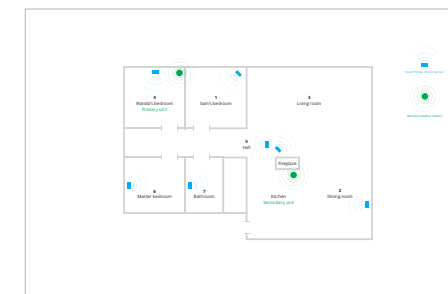 4
Manda's bedroom
Primary unit
1
Sam's bedroom
3
Living room
5
Hall
Fireplace
6
Master bedroom
7
Bathroom
Kitchen
Secondary unit
2
Dining room